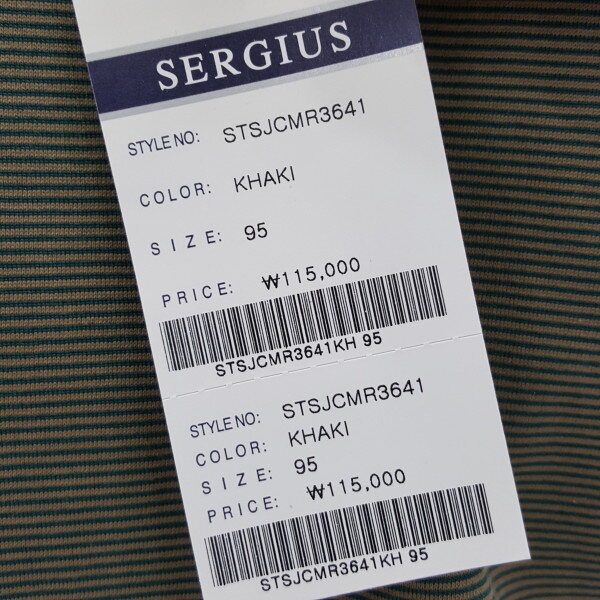 SERGIUS
STYLE NO: STSJCMR3641
COLOR: KHAKI
SIZE: 95
PRICE: ₩115,000
STSJCMR3641KH 95
STYLE NO: STSJCMR3641
COLOR: KHAKI
SIZE: 95
PRICE: ₩115,000
STSJCMR3641KH 95